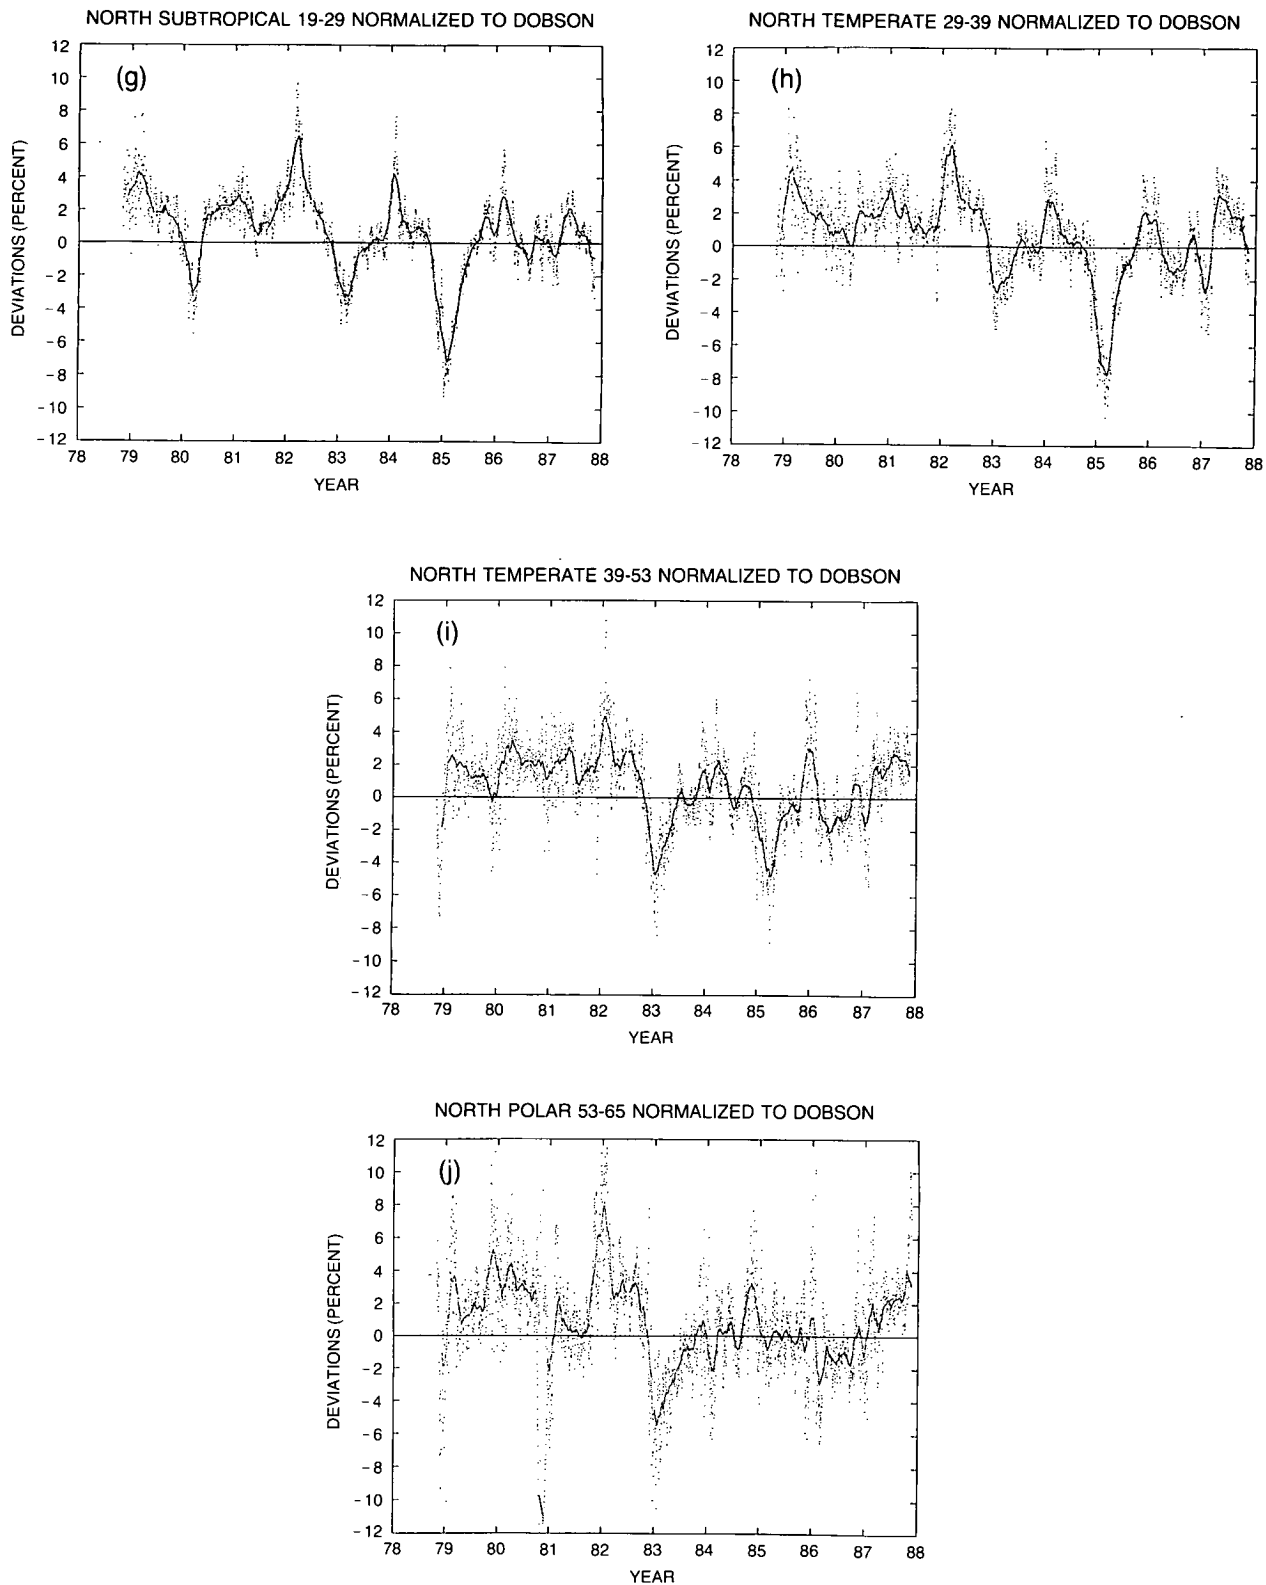 NORTH SUBTROPICAL 19-29 NORMALIZED TO DOBSON
(g)
12
10
8
6
4
2
0
-2
-4
-6
-8
-10
-12
DEVIATIONS (PERCENT)
78 79 80 81 82 83 84 85 86 87 88
YEAR
NORTH TEMPERATE 29-39 NORMALIZED TO DOBSON
(h)
12
10
8
6
4
2
0
-2
-4
-6
-8
-10
-12
DEVIATIONS (PERCENT)
78 79 80 81 82 83 84 85 86 87 88
YEAR
NORTH TEMPERATE 39-53 NORMALIZED TO DOBSON
(i)
12
10
8
6
4
2
0
-2
-4
-6
-8
-10
-12
DEVIATIONS (PERCENT)
78 79 80 81 82 83 84 85 86 87 88
YEAR
NORTH POLAR 53-65 NORMALIZED TO DOBSON
(j)
12
10
8
6
4
2
0
-2
-4
-6
-8
-10
-12
DEVIATIONS (PERCENT)
78 79 80 81 82 83 84 85 86 87 88
YEAR